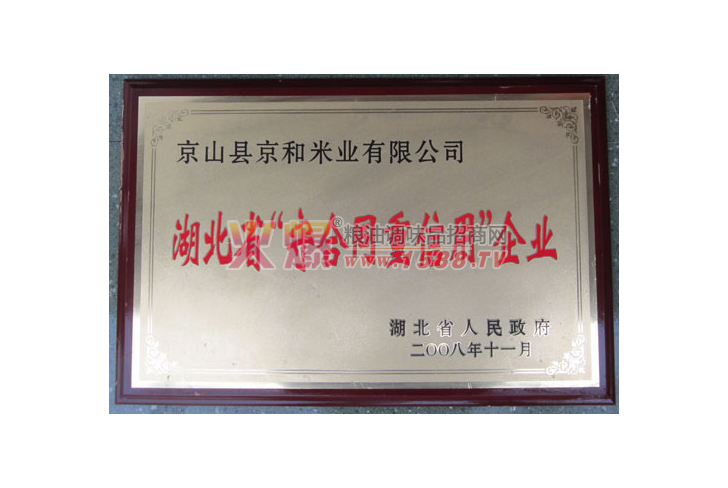 京山县京和米业有限公司
湖北省“守合同重信用”企业
粮油调味品招商网
5588.TV
湖北省人民政府
二〇〇八年十一月